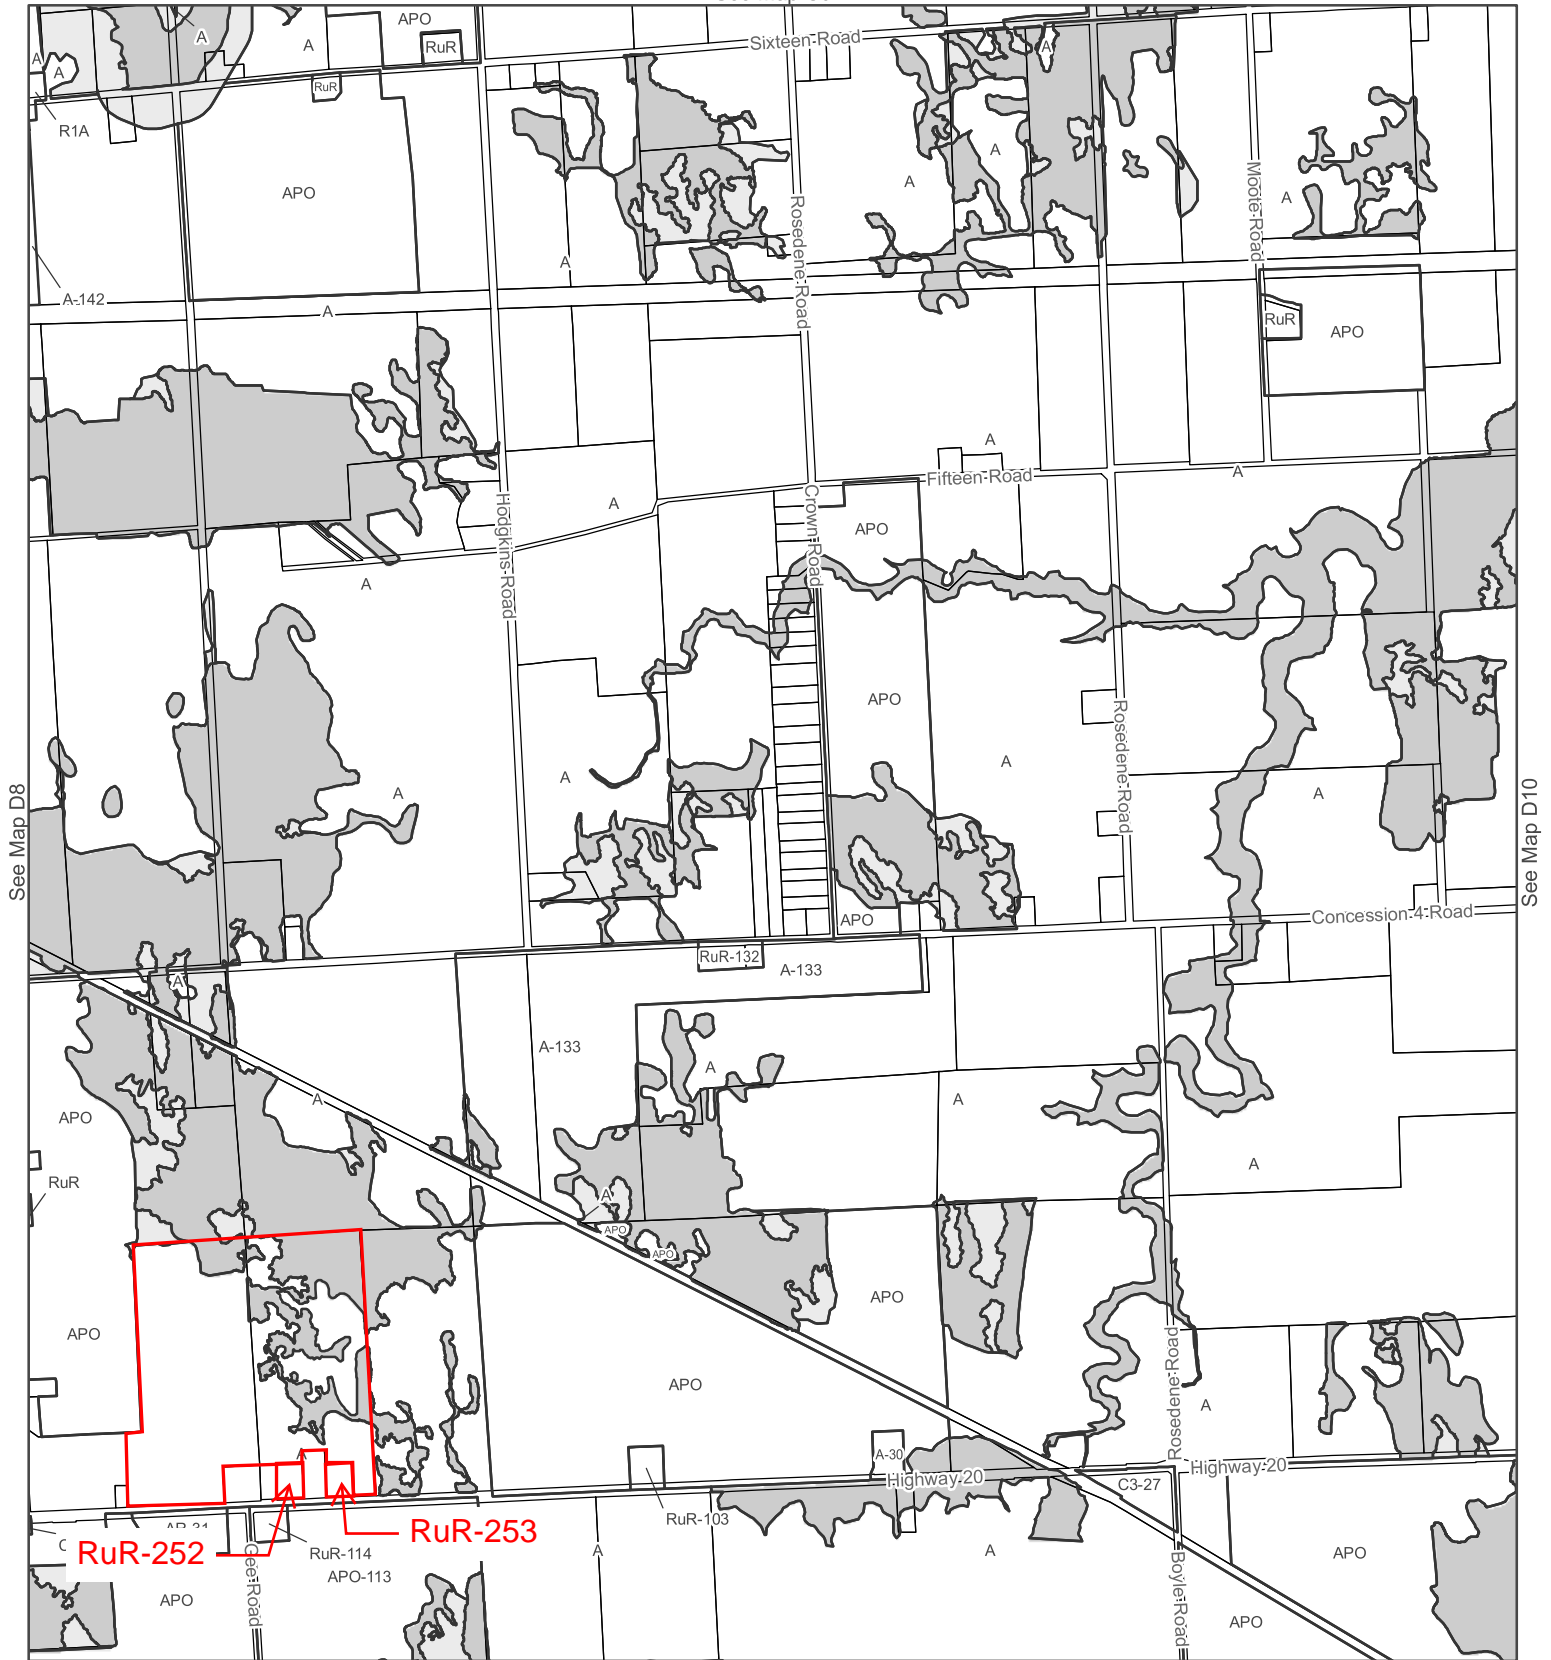 APO
Sixteen Road
A
A
RuR
A
A
A
RuR
R1A
A
APO
A
Moote Road
A
Rosedene Road
A
A-142
A
RuR
APO
A
Fifteen Road
A
Hodgkins Road
A
Crown Road
APO
A
APO
Rosedene Road
A
A
A
A
See Map D8
See Map D10
APO
Concession 4 Road
RuR-132
A-133
A
A-133
A
A
A
APO
A
RuR
A
APO
APO
APO
APO
APO
Rosedene Road
A
A
A-30
Highway 20
Highway 20
C3-27
RuR-103
RuR-253
RuR-252
RuR-114
A
A
APO
APO-113
Gee Road
Boyle Road
APO
APO